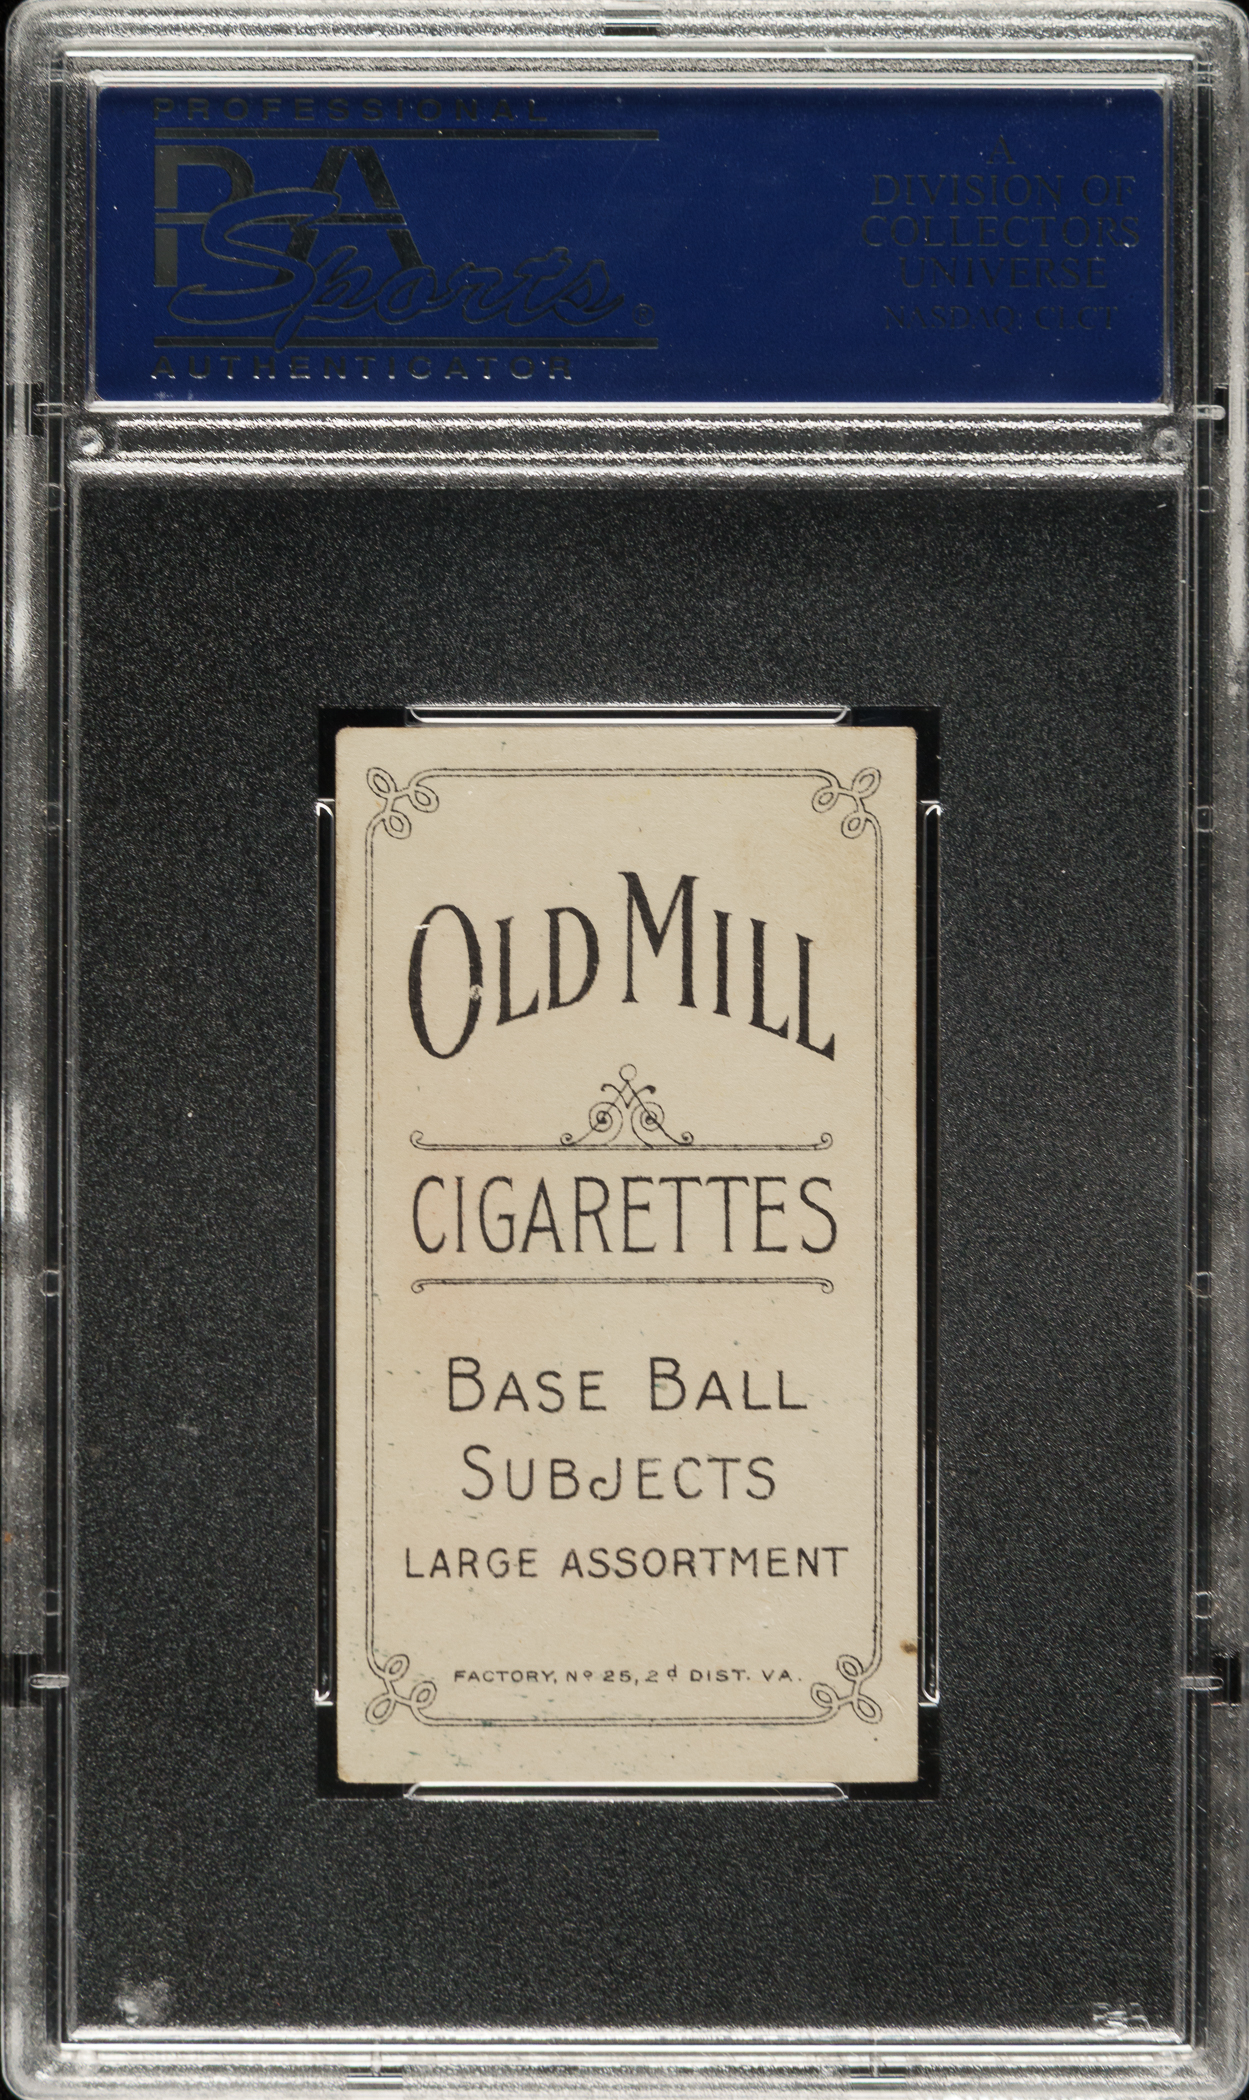 PROFESSIONAL
PSA
Sports®
AUTHENTICATOR
A
DIVISION OF
COLLECTORS
UNIVERSE
NASDAQ: CLCT
OLD MILL
CIGARETTES
BASE BALL
SUBJECTS
LARGE ASSORTMENT
FACTORY, Nº 25, 2d DIST. VA.
PSA